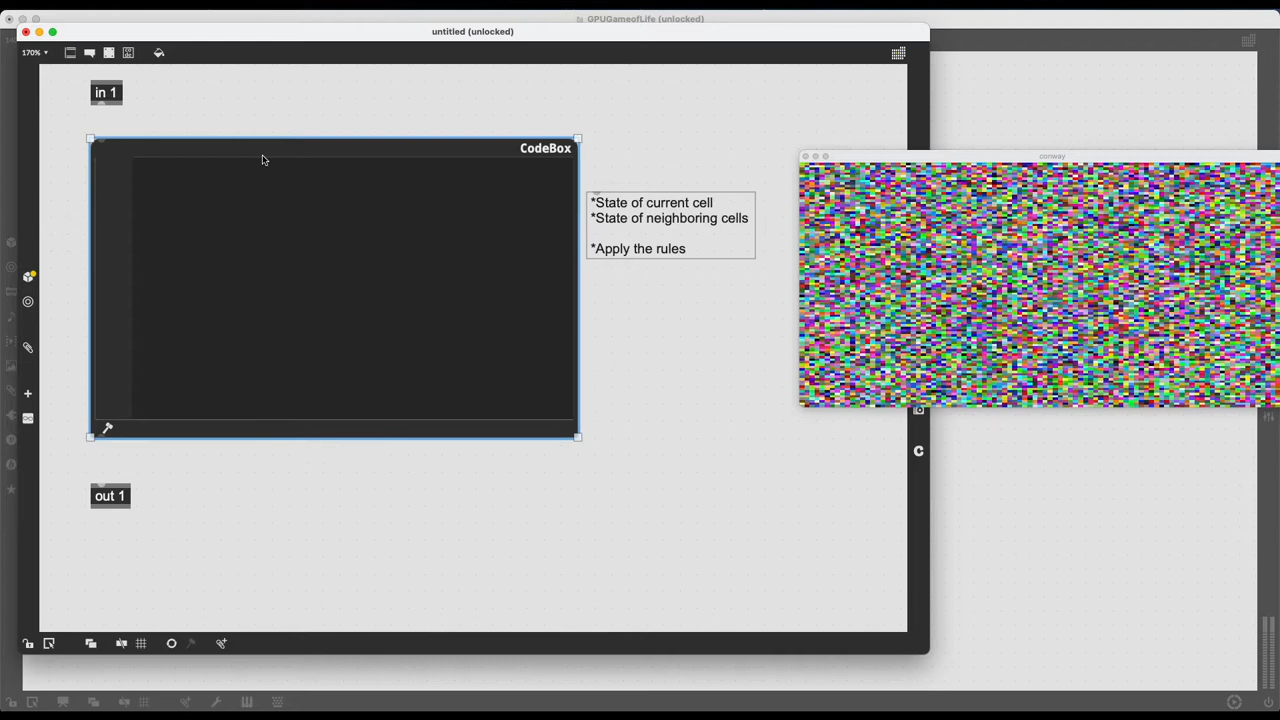 GPUGameofLife (unlocked)
untitled (unlocked)
170%
in 1
CodeBox
conway
*State of current cell
*State of neighboring cells
*Apply the rules
out 1